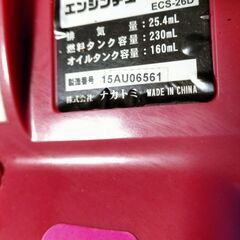 エンジンチェ
ECS-26D
排気量:25.4mL
燃料タンク容量:230mL
オイルタンク容量:160mL
製造番号 15AU06561
株式会社 ナカトミ MADE IN CHINA